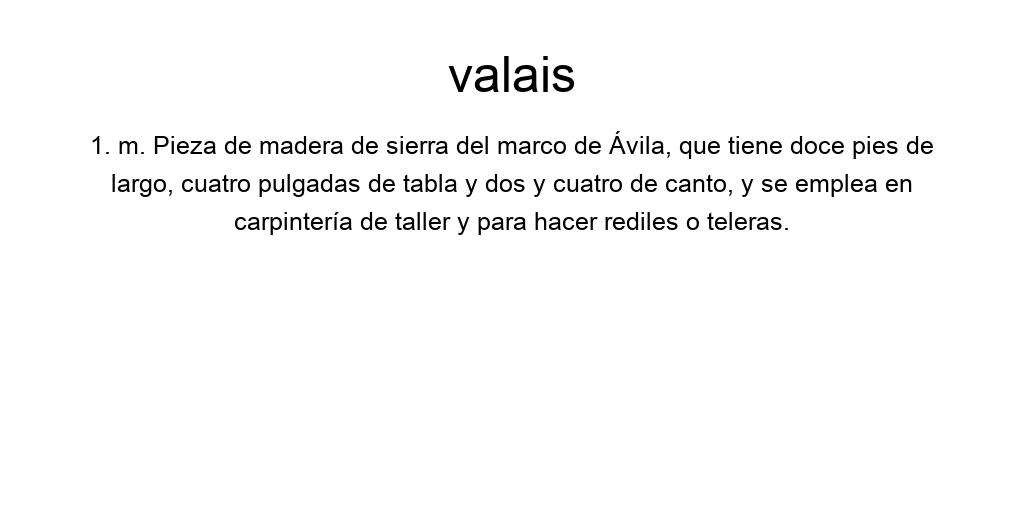 valais
1. m. Pieza de madera de sierra del marco de Ávila, que tiene doce pies de
largo, cuatro pulgadas de tabla y dos y cuatro de canto, y se emplea en
carpintería de taller y para hacer rediles o teleras.